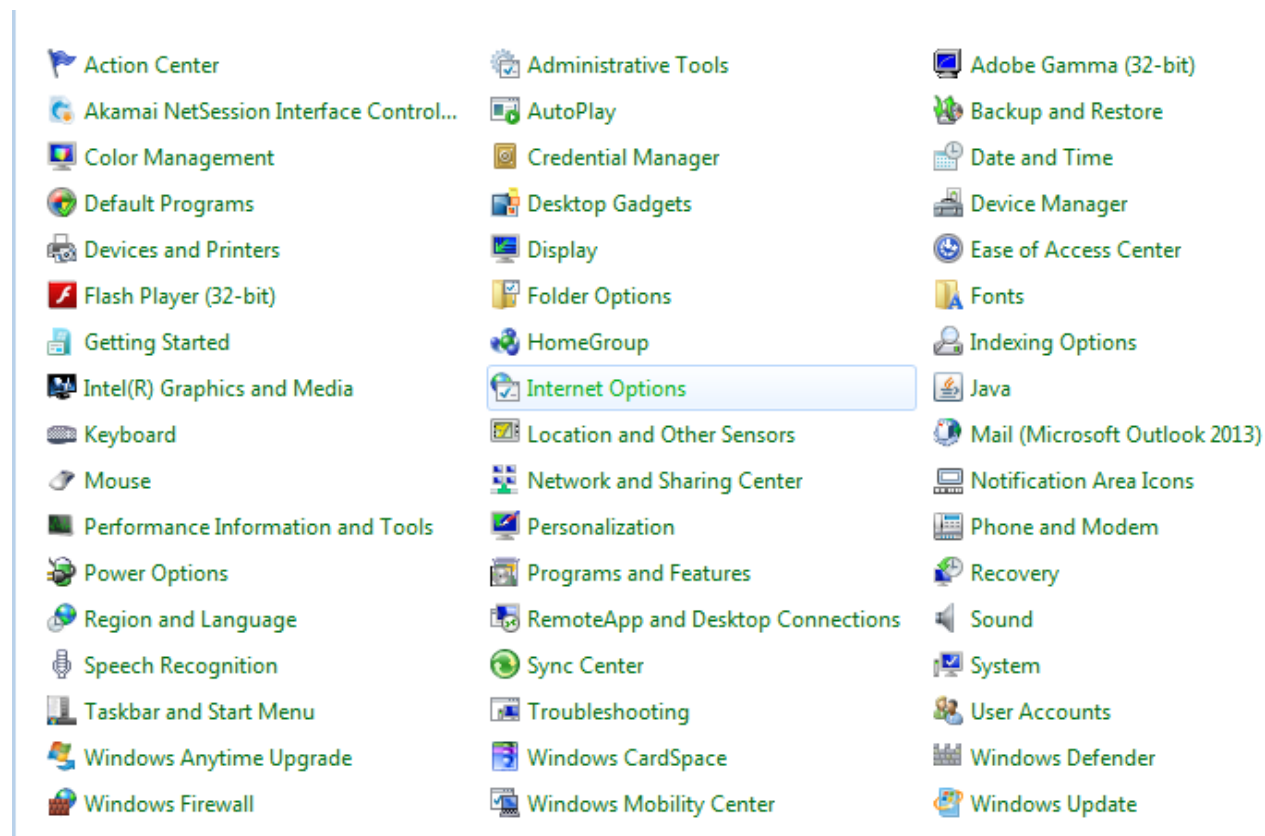 Action Center
Administrative Tools
Adobe Gamma (32-bit)
Akamai NetSession Interface Control...
AutoPlay
Backup and Restore
Color Management
Credential Manager
Date and Time
Default Programs
Desktop Gadgets
Device Manager
Devices and Printers
Display
Ease of Access Center
Flash Player (32-bit)
Folder Options
Fonts
Getting Started
HomeGroup
Indexing Options
Intel(R) Graphics and Media
Internet Options
Java
Keyboard
Location and Other Sensors
Mail (Microsoft Outlook 2013)
Mouse
Network and Sharing Center
Notification Area Icons
Performance Information and Tools
Personalization
Phone and Modem
Power Options
Programs and Features
Recovery
Region and Language
RemoteApp and Desktop Connections
Sound
Speech Recognition
Sync Center
System
Taskbar and Start Menu
Troubleshooting
User Accounts
Windows Anytime Upgrade
Windows CardSpace
Windows Defender
Windows Firewall
Windows Mobility Center
Windows Update